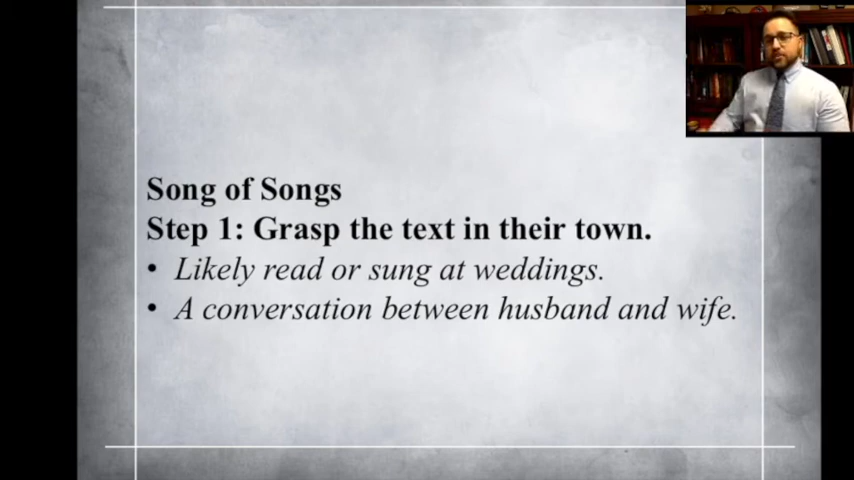 Song of Songs
Step 1: Grasp the text in their town.
• Likely read or sung at weddings.
• A conversation between husband and wife.